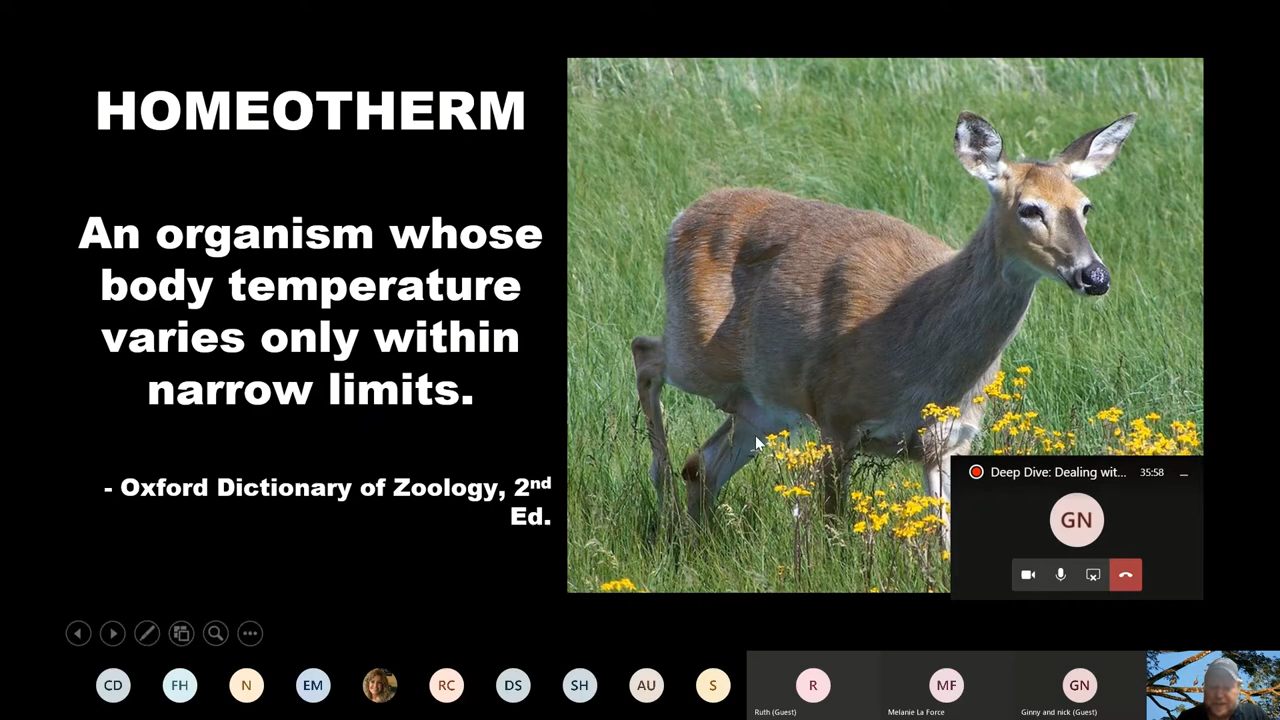 HOMEOTHERM
An organism whose
body temperature
varies only within
narrow limits.
- Oxford Dictionary of Zoology, 2nd
Ed.
Deep Dive: Dealing wit... 35:58
GN
CD FH N EM RC DS SH AU S R MF GN
Ruth (Guest) Melanie La Force Ginny and nick (Guest)